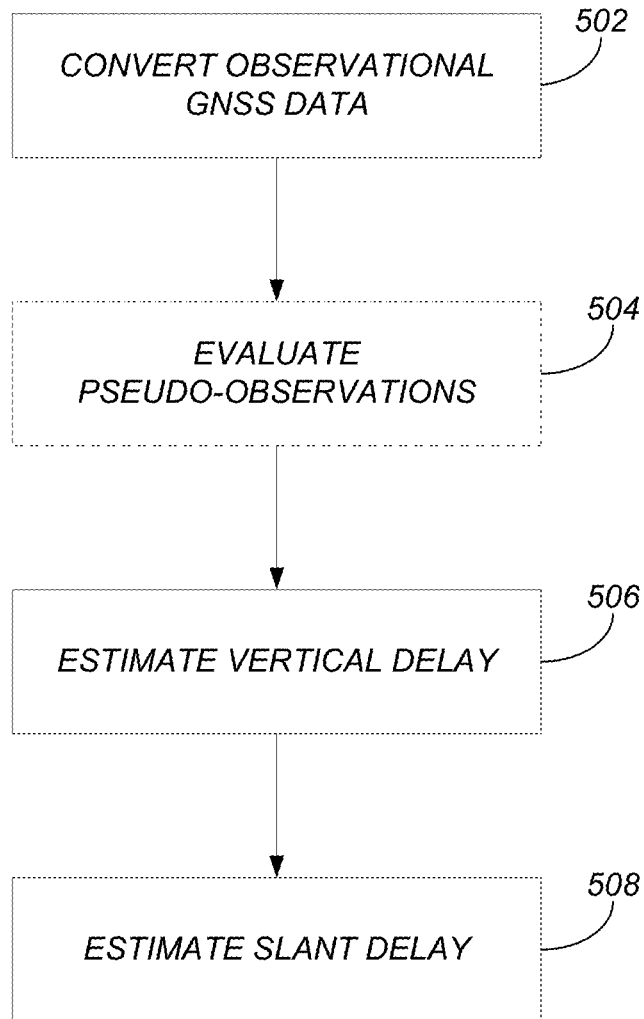 502
CONVERT OBSERVATIONAL
GNSS DATA
504
EVALUATE
PSEUDO-OBSERVATIONS
506
ESTIMATE VERTICAL DELAY
508
ESTIMATE SLANT DELAY